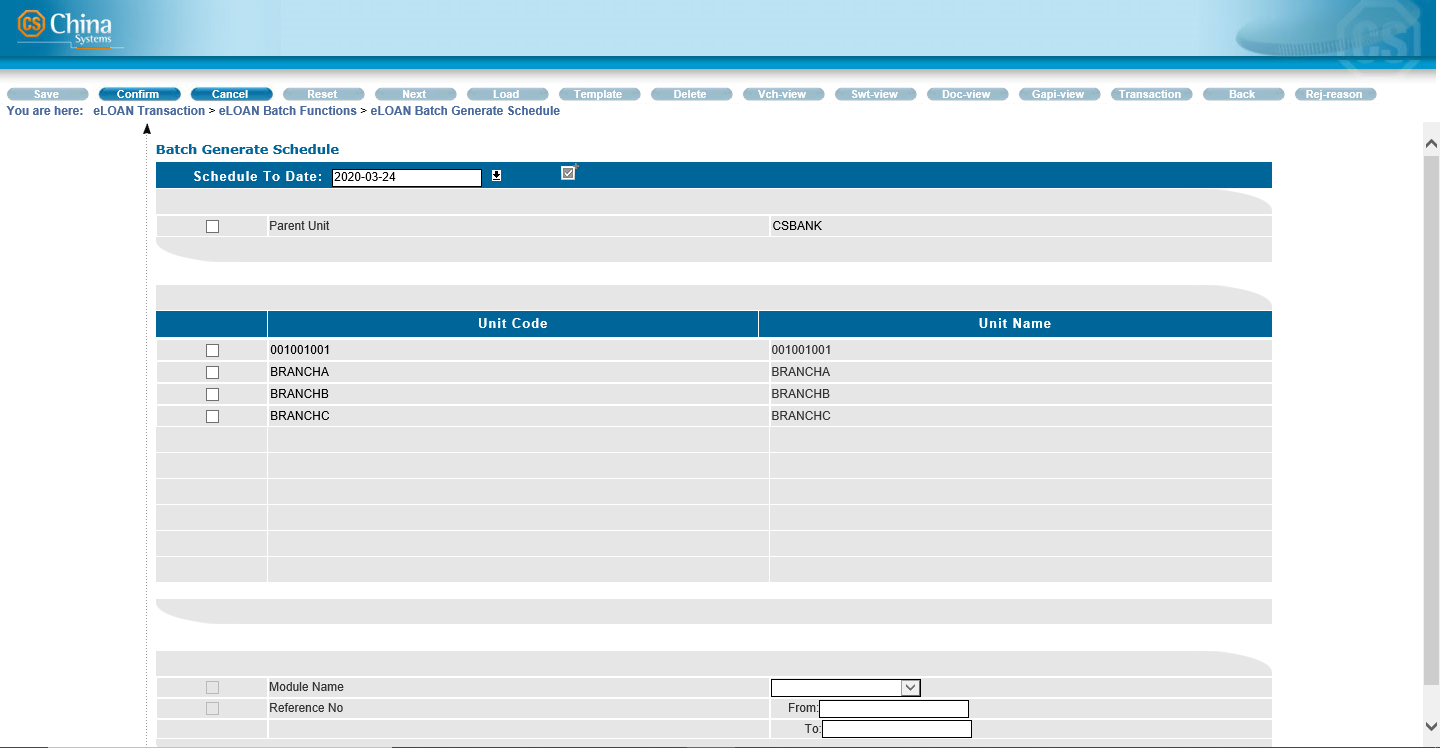 CS China
Systems
CS
Save Confirm Cancel Reset Next Load Template Delete Vch-view Swt-view Doc-view Gapi-view Transaction Back Rej-reason
You are here: eLOAN Transaction > eLOAN Batch Functions > eLOAN Batch Generate Schedule
Batch Generate Schedule
Schedule To Date: 2020-03-24
Parent Unit CSBANK
Unit Code Unit Name
001001001 001001001
BRANCHA BRANCHA
BRANCHB BRANCHB
BRANCHC BRANCHC
Module Name
Reference No From:
To: